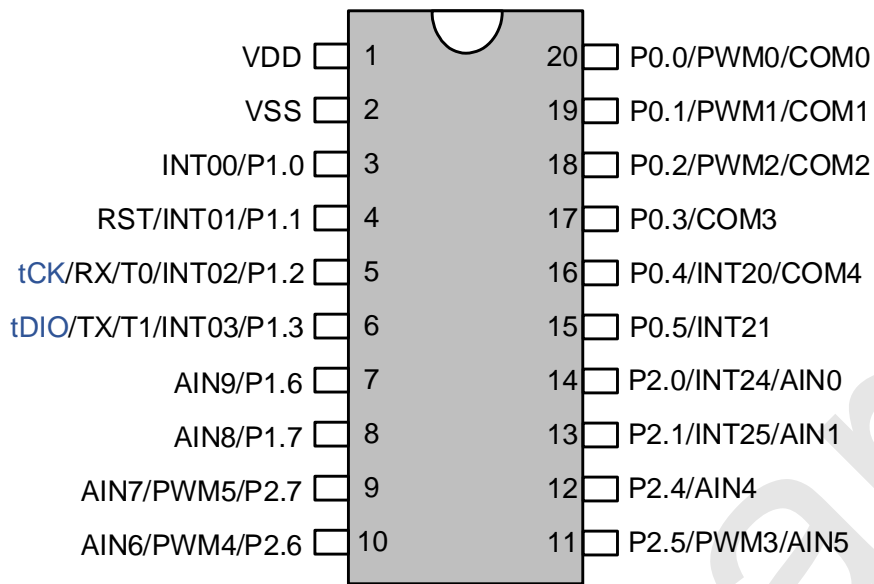 VDD 1 20 P0.0/PWM0/COM0
VSS 2 19 P0.1/PWM1/COM1
INT00/P1.0 3 18 P0.2/PWM2/COM2
RST/INT01/P1.1 4 17 P0.3/COM3
tCK/RX/T0/INT02/P1.2 5 16 P0.4/INT20/COM4
tDIO/TX/T1/INT03/P1.3 6 15 P0.5/INT21
AIN9/P1.6 7 14 P2.0/INT24/AIN0
AIN8/P1.7 8 13 P2.1/INT25/AIN1
AIN7/PWM5/P2.7 9 12 P2.4/AIN4
AIN6/PWM4/P2.6 10 11 P2.5/PWM3/AIN5